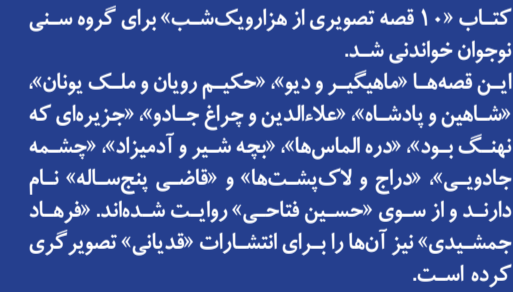 کتاب «۱۰ قصه تصویری از هزارویک‌شب» برای گروه سنی
نوجوان خواندنی شد.
این قصه‌ها «ماهیگیر و دیو»، «حکیم رویان و ملک یونان»،
«شاهین و پادشاه»، «علاءالدین و چراغ جادو»، «جزیره‌ای که
نهنگ بود»، «دره الماس‌ها»، «بچه شیر و آدمیزاد»، «چشمه
جادویی»، «دراج و لاک‌پشت‌ها» و «قاضی پنج‌ساله» نام
دارند و از سوی «حسین فتاحی» روایت شده‌اند. «فرهاد
جمشیدی» نیز آن‌ها را برای انتشارات «قدیانی» تصویر گری
کرده است.